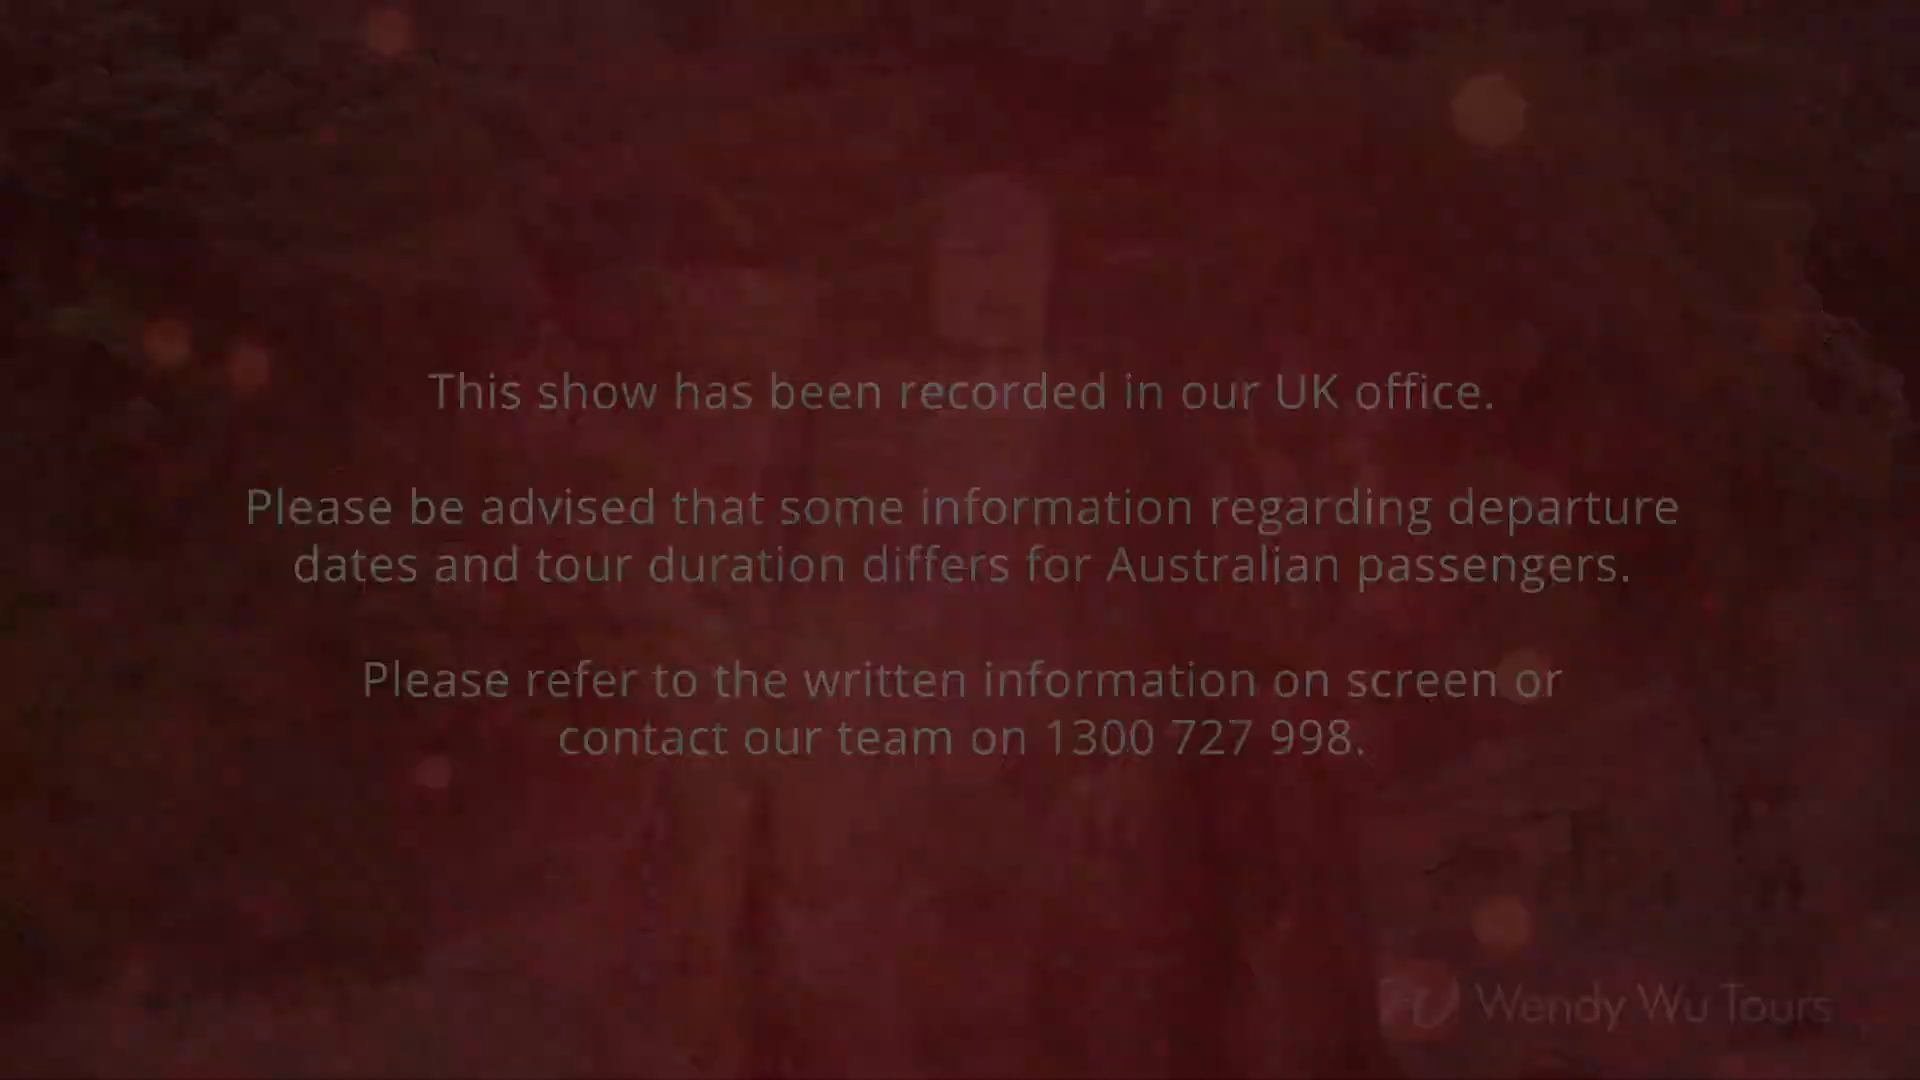 This show has been recorded in our UK office.
Please be advised that some information regarding departure
dates and tour duration differs for Australian passengers.
Please refer to the written information on screen or
contact our team on 1300 727 998.
Wendy Wu Tours